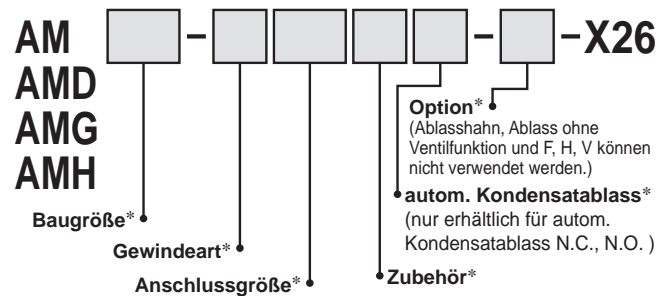 AM – – – X26
AMD
AMG
AMH
Option*
(Ablasshahn, Ablass ohne
Ventilfunktion und F, H, V können
nicht verwendet werden.)
autom. Kondensatablass*
(nur erhältlich für autom.
Kondensatablass N.C., N.O. )
Baugröße*
Gewindeart*
Anschlussgröße*
Zubehör*